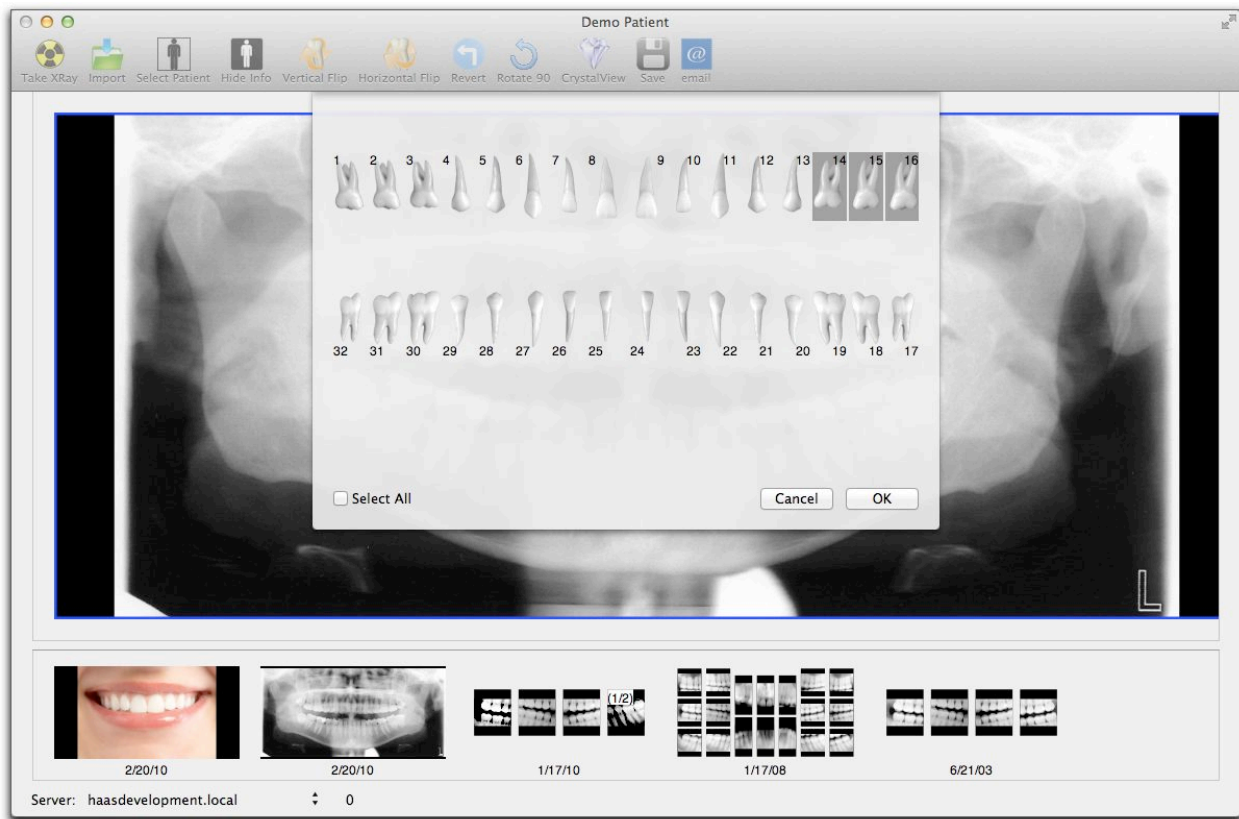 Demo Patient
Take XRay Import Select Patient Hide Info Vertical Flip Horizontal Flip Revert Rotate 90 CrystalView Save email
1 2 3 4 5 6 7 8 9 10 11 12 13 14 15 16
32 31 30 29 28 27 26 25 24 23 22 21 20 19 18 17
Select All Cancel OK
L
(1/2)
2/20/10 2/20/10 1/17/10 1/17/08 6/21/03
Server: haasdevelopment.local 0